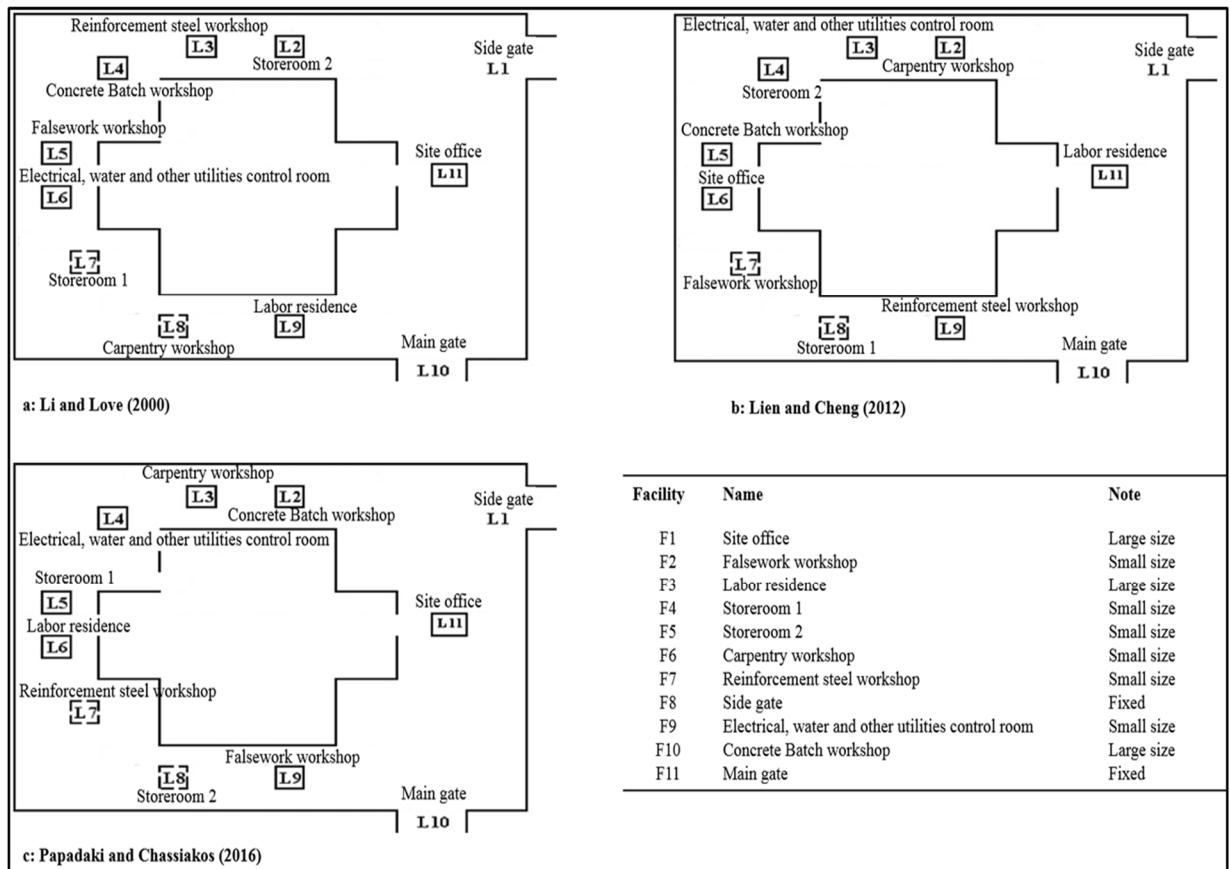 Reinforcement steel workshop
L3 L2
Storeroom 2
Side gate
L1
L4
Concrete Batch workshop
Falsework workshop
L5
Site office
L11
Electrical, water and other utilities control room
L6
L7
Storeroom 1
Labor residence
L8 L9
Carpentry workshop
Main gate
L10
a: Li and Love (2000)
Electrical, water and other utilities control room
L3 L2
Carpentry workshop
Side gate
L1
L4
Storeroom 2
Concrete Batch workshop
L5
Labor residence
L11
Site office
L6
L7
Falsework workshop
Reinforcement steel workshop
L8 L9
Storeroom 1
Main gate
L10
b: Lien and Cheng (2012)
Carpentry workshop
L3 L2
Concrete Batch workshop
Side gate
L1
L4
Electrical, water and other utilities control room
Storeroom 1
L5
Site office
L11
Labor residence
L6
Reinforcement steel workshop
L7
Falsework workshop
L8 L9
Storeroom 2
Main gate
L10
c: Papadaki and Chassiakos (2016)
Facility Name Note
F1 Site office Large size
F2 Falsework workshop Small size
F3 Labor residence Large size
F4 Storeroom 1 Small size
F5 Storeroom 2 Small size
F6 Carpentry workshop Small size
F7 Reinforcement steel workshop Small size
F8 Side gate Fixed
F9 Electrical, water and other utilities control room Small size
F10 Concrete Batch workshop Large size
F11 Main gate Fixed